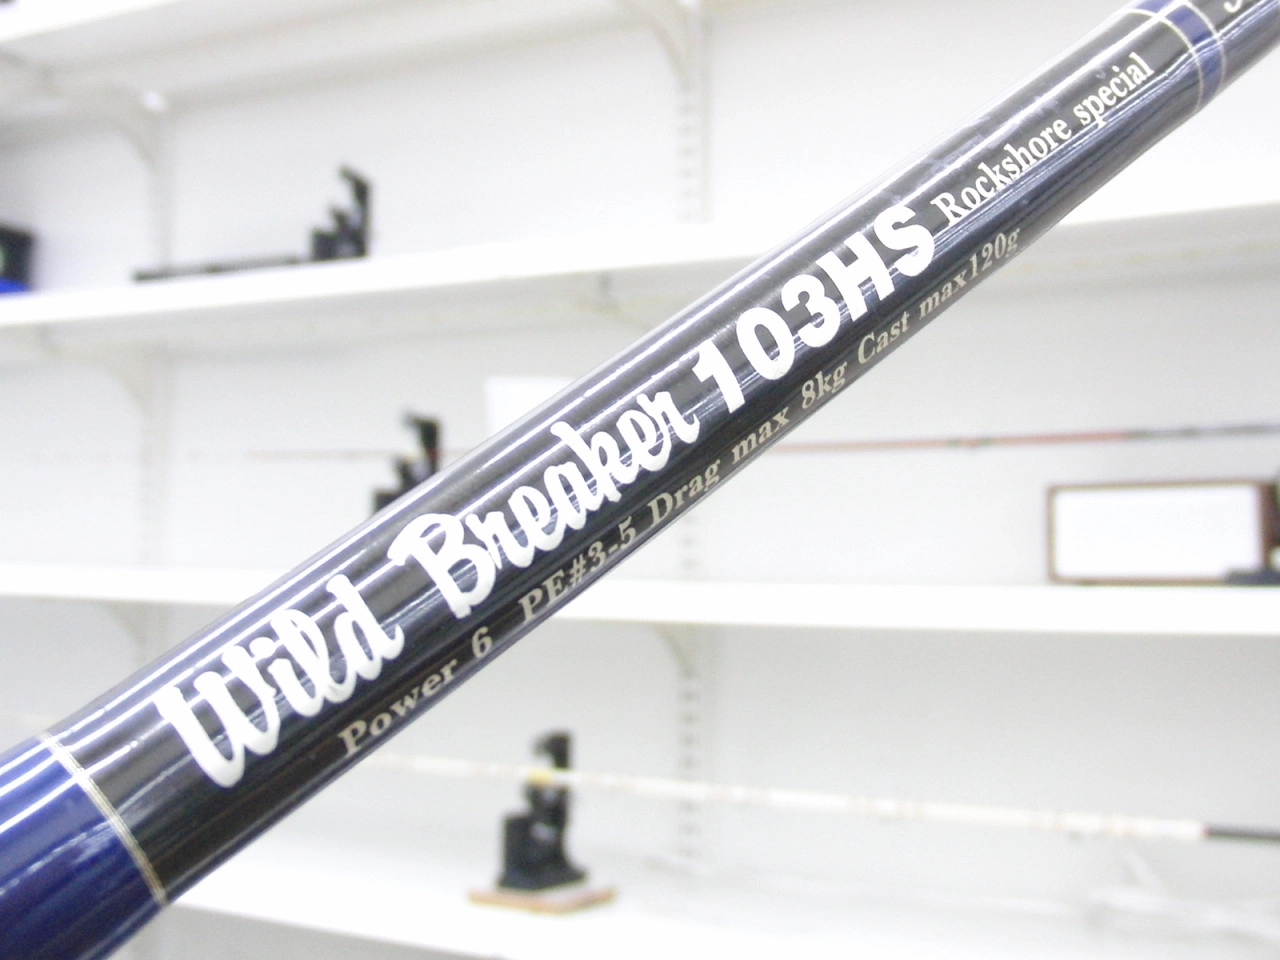 Wild Breaker 103HS Rockshore special
Power 6 PE#3-5 Drag max 8kg Cast max120g